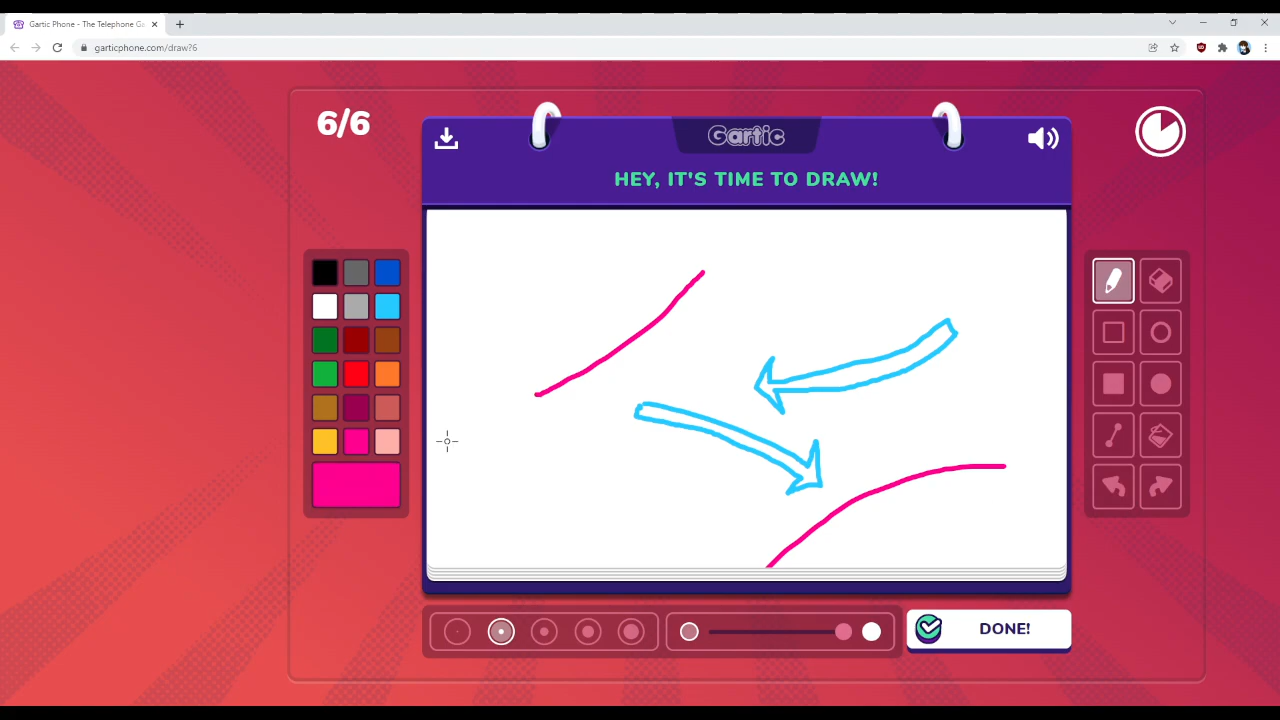 Gartic Phone - The Telephone Ga
garticphone.com/draw?6
6/6
Gartic
HEY, IT'S TIME TO DRAW!
DONE!